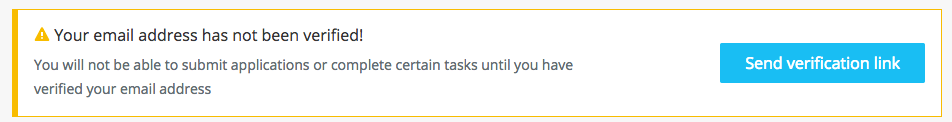 Your email address has not been verified!
You will not be able to submit applications or complete certain tasks until you have
verified your email address
Send verification link